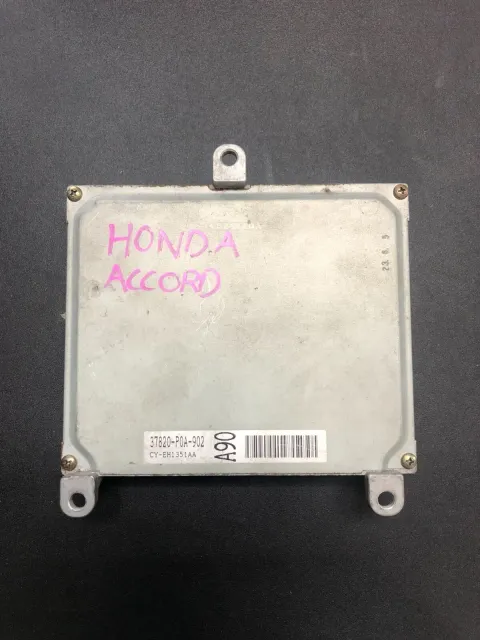 HONDA
ACCORD
23.6.5
37820-P0A-902
CY-EH1351AA
A90